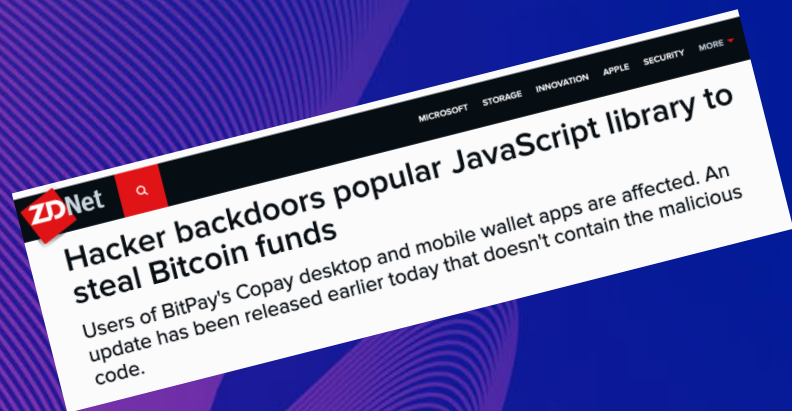 ZDNet
MICROSOFT STORAGE INNOVATION APPLE SECURITY MORE
Hacker backdoors popular JavaScript library to
steal Bitcoin funds
Users of BitPay's Copay desktop and mobile wallet apps are affected. An
update has been released earlier today that doesn't contain the malicious
code.